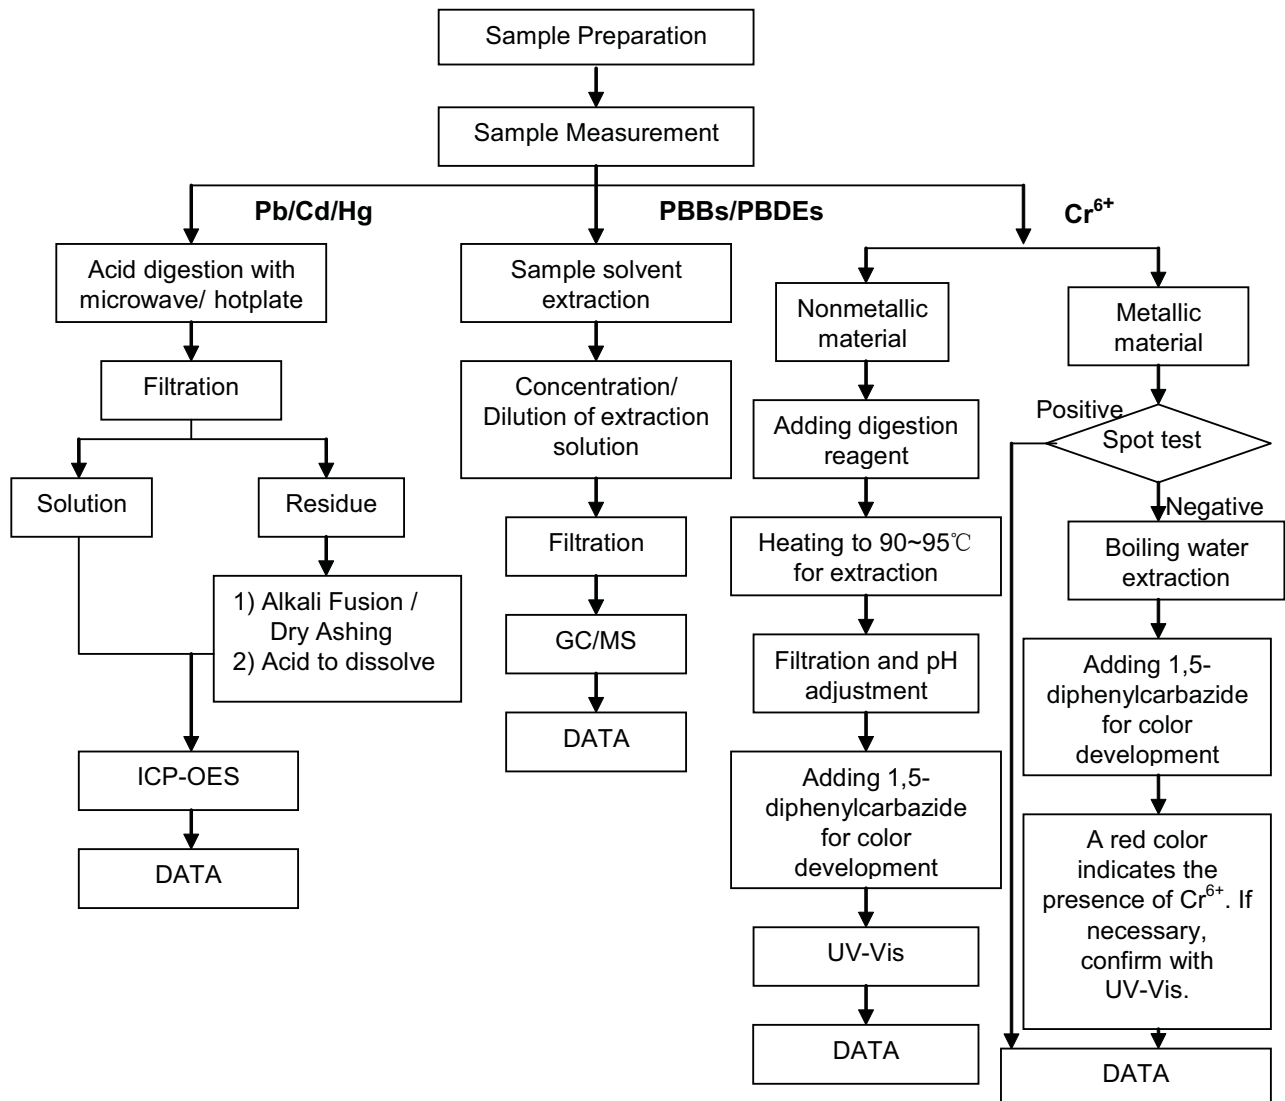 Sample Preparation
Sample Measurement
Pb/Cd/Hg
PBBs/PBDEs
Cr⁶⁺
Acid digestion with
microwave/ hotplate
Filtration
Solution
Residue
1) Alkali Fusion /
Dry Ashing
2) Acid to dissolve
ICP-OES
DATA
Sample solvent
extraction
Concentration/
Dilution of extraction
solution
Filtration
GC/MS
DATA
Nonmetallic
material
Adding digestion
reagent
Heating to 90~95℃
for extraction
Filtration and pH
adjustment
Adding 1,5-
diphenylcarbazide
for color
development
UV-Vis
DATA
Metallic
material
Positive
Spot test
Negative
Boiling water
extraction
Adding 1,5-
diphenylcarbazide
for color
development
A red color
indicates the
presence of Cr⁶⁺. If
necessary,
confirm with
UV-Vis.
DATA